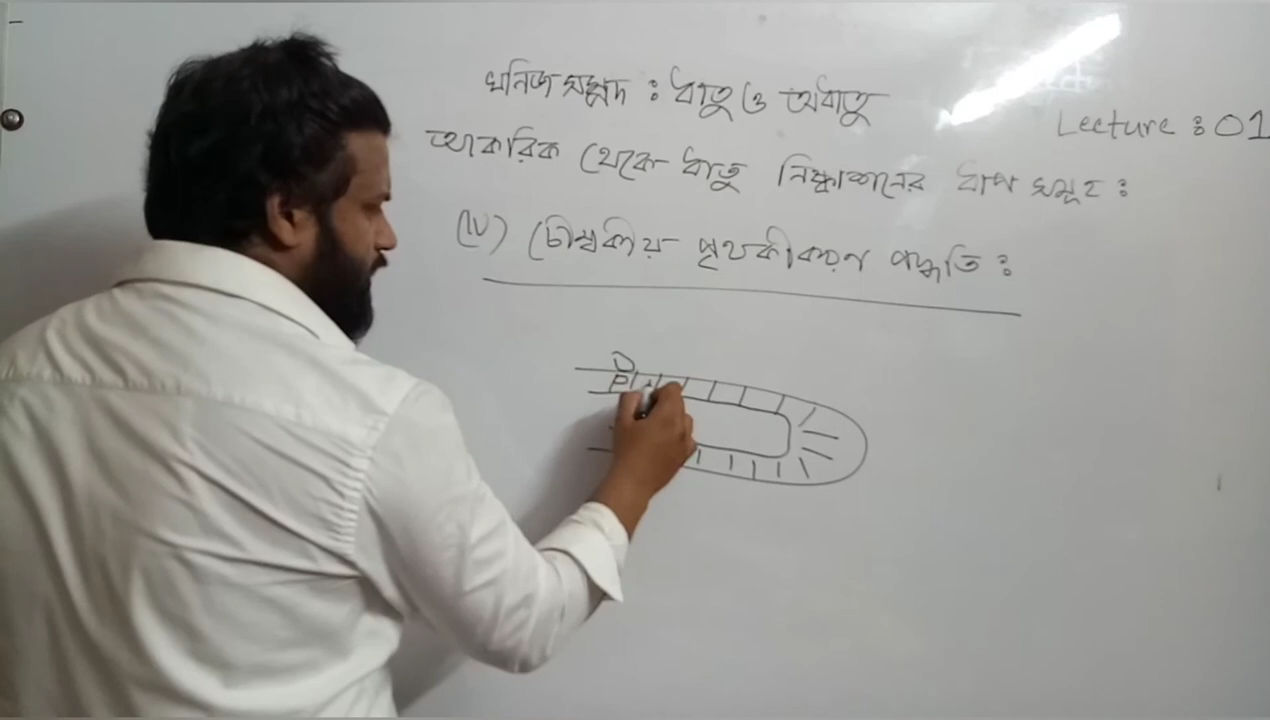 খনিজ সম্পদ : ধাতু ও অধাতু
Lecture : 01
আকরিক থেকে ধাতু নিষ্কাশনের ধাপ সমূহ :
(iv) চৌম্বকীয় পৃথকীকরণ পদ্ধতি :